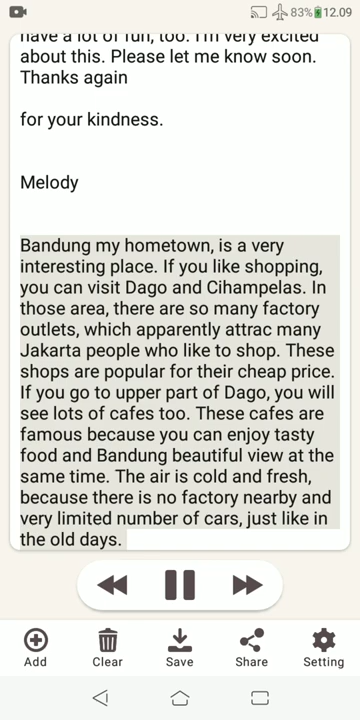 83% 12.09
have a lot of fun, too. I'm very excited
about this. Please let me know soon.
Thanks again
for your kindness.
Melody
Bandung my hometown, is a very
interesting place. If you like shopping,
you can visit Dago and Cihampelas. In
those area, there are so many factory
outlets, which apparently attrac many
Jakarta people who like to shop. These
shops are popular for their cheap price.
If you go to upper part of Dago, you will
see lots of cafes too. These cafes are
famous because you can enjoy tasty
food and Bandung beautiful view at the
same time. The air is cold and fresh,
because there is no factory nearby and
very limited number of cars, just like in
the old days.
Add Clear Save Share Setting